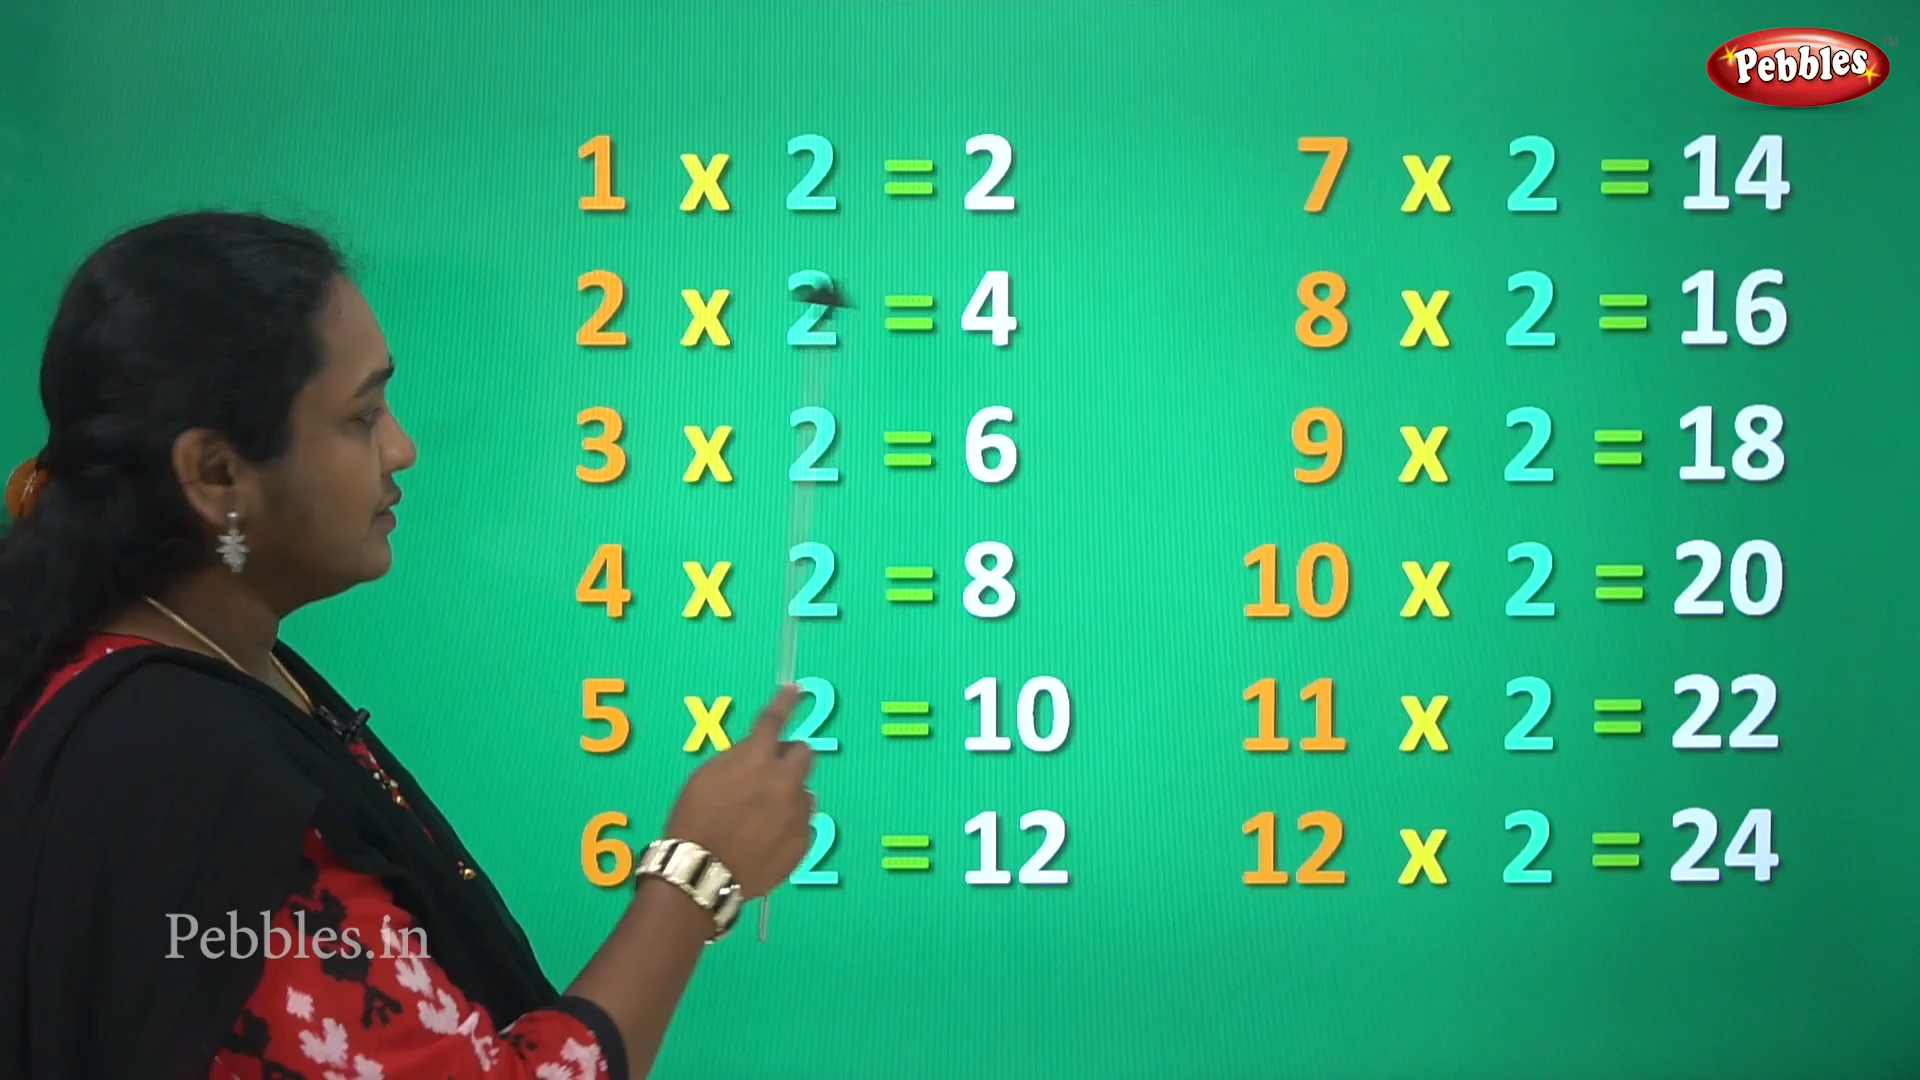 Pebbles™
1 x 2 = 2
2 x 2 = 4
3 x 2 = 6
4 x 2 = 8
5 x 2 = 10
6 2 = 12
7 x 2 = 14
8 x 2 = 16
9 x 2 = 18
10 x 2 = 20
11 x 2 = 22
12 x 2 = 24
Pebbles.in